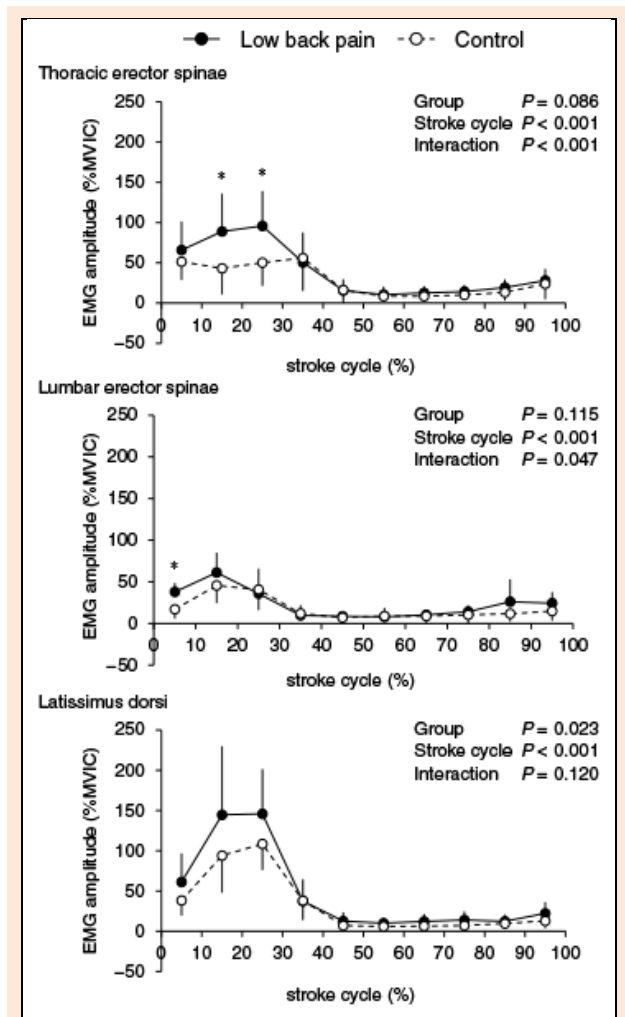 Low back pain Control
Thoracic erector spinae
Group P = 0.086
Stroke cycle P < 0.001
Interaction P < 0.001
EMG amplitude (%MVIC)
250
200
150
* *
100
50
0
−50
0 10 20 30 40 50 60 70 80 90 100
stroke cycle (%)
Lumbar erector spinae
Group P = 0.115
Stroke cycle P < 0.001
Interaction P = 0.047
EMG amplitude (%MVIC)
250
200
150
100
*
50
0
−50
0 10 20 30 40 50 60 70 80 90 100
stroke cycle (%)
Latissimus dorsi
Group P = 0.023
Stroke cycle P < 0.001
Interaction P = 0.120
EMG amplitude (%MVIC)
250
200
150
100
50
0
−50
0 10 20 30 40 50 60 70 80 90 100
stroke cycle (%)